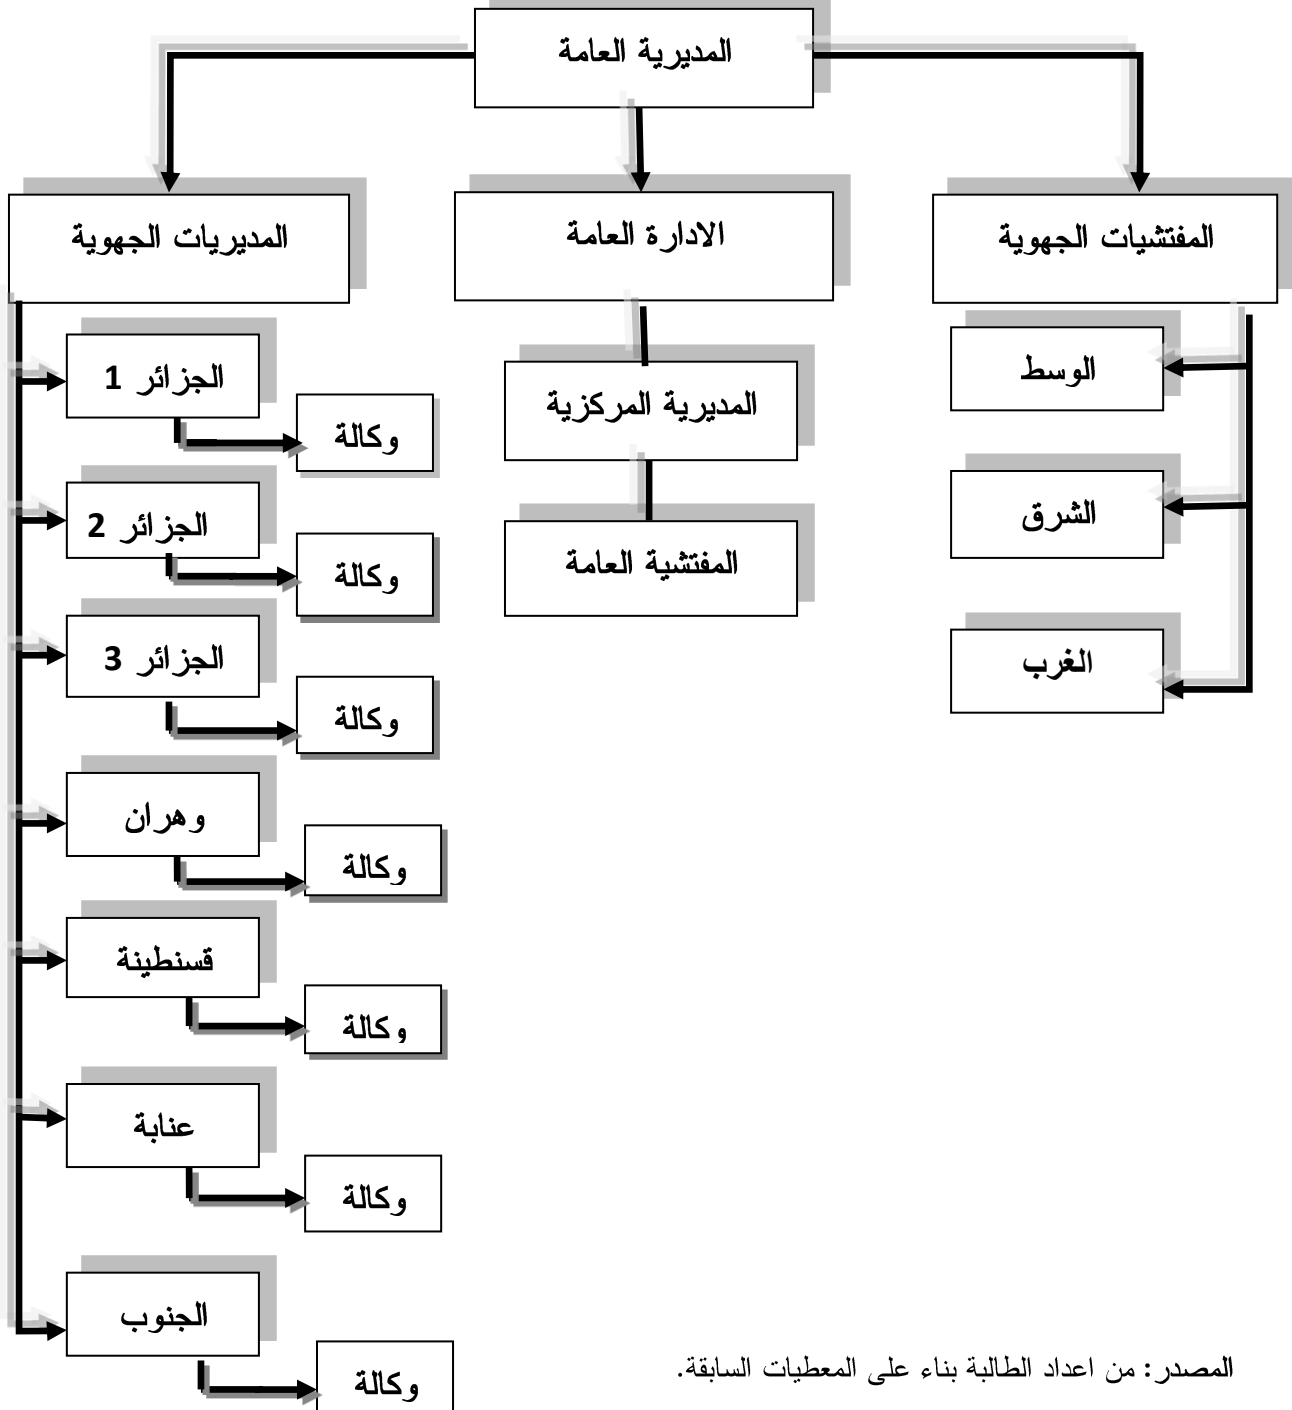 المديرية العامة
المفتشيات الجهوية
الادارة العامة
المديريات الجهوية
الوسط
الشرق
الغرب
المديرية المركزية
المفتشية العامة
الجزائر 1
وكالة
الجزائر 2
وكالة
الجزائر 3
وكالة
وهران
وكالة
قسنطينة
وكالة
عنابة
وكالة
الجنوب
وكالة
المصدر: من اعداد الطالبة بناء على المعطيات السابقة.